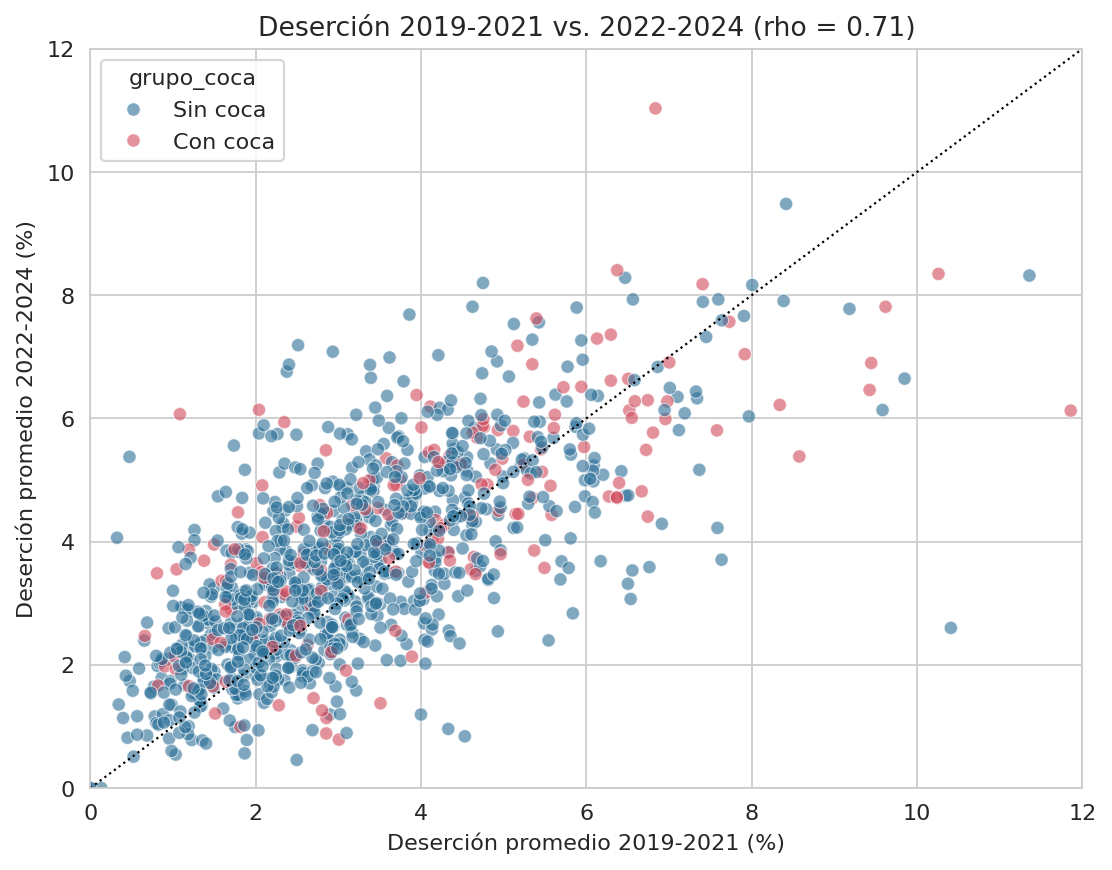 Deserción 2019-2021 vs. 2022-2024 (rho = 0.71)
grupo_coca
Sin coca
Con coca
12
10
8
6
4
2
0
Deserción promedio 2022-2024 (%)
0 2 4 6 8 10 12
Deserción promedio 2019-2021 (%)